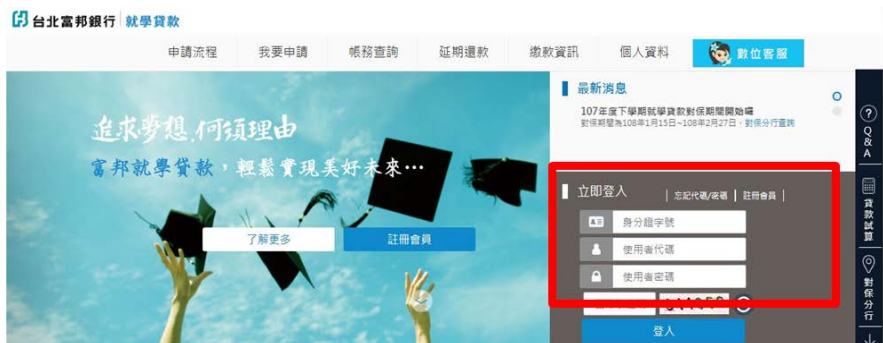 台北富邦銀行 就學貸款
申請流程 我要申請 帳務查詢 延期還款 繳款資訊 個人資料 數位客服
追求夢想,何須理由
富邦就學貸款，輕鬆實現美好未來…
了解更多 註冊會員
最新消息
107年度下學期就學貸款對保期間開始囉
對保期間為108年1月15日~108年2月27日，對保分行查詢
立即登入 | 忘記代碼/密碼 | 註冊會員 |
身分證字號
使用者代碼
使用者密碼
登入
Q&A
貸款試算
對保分行